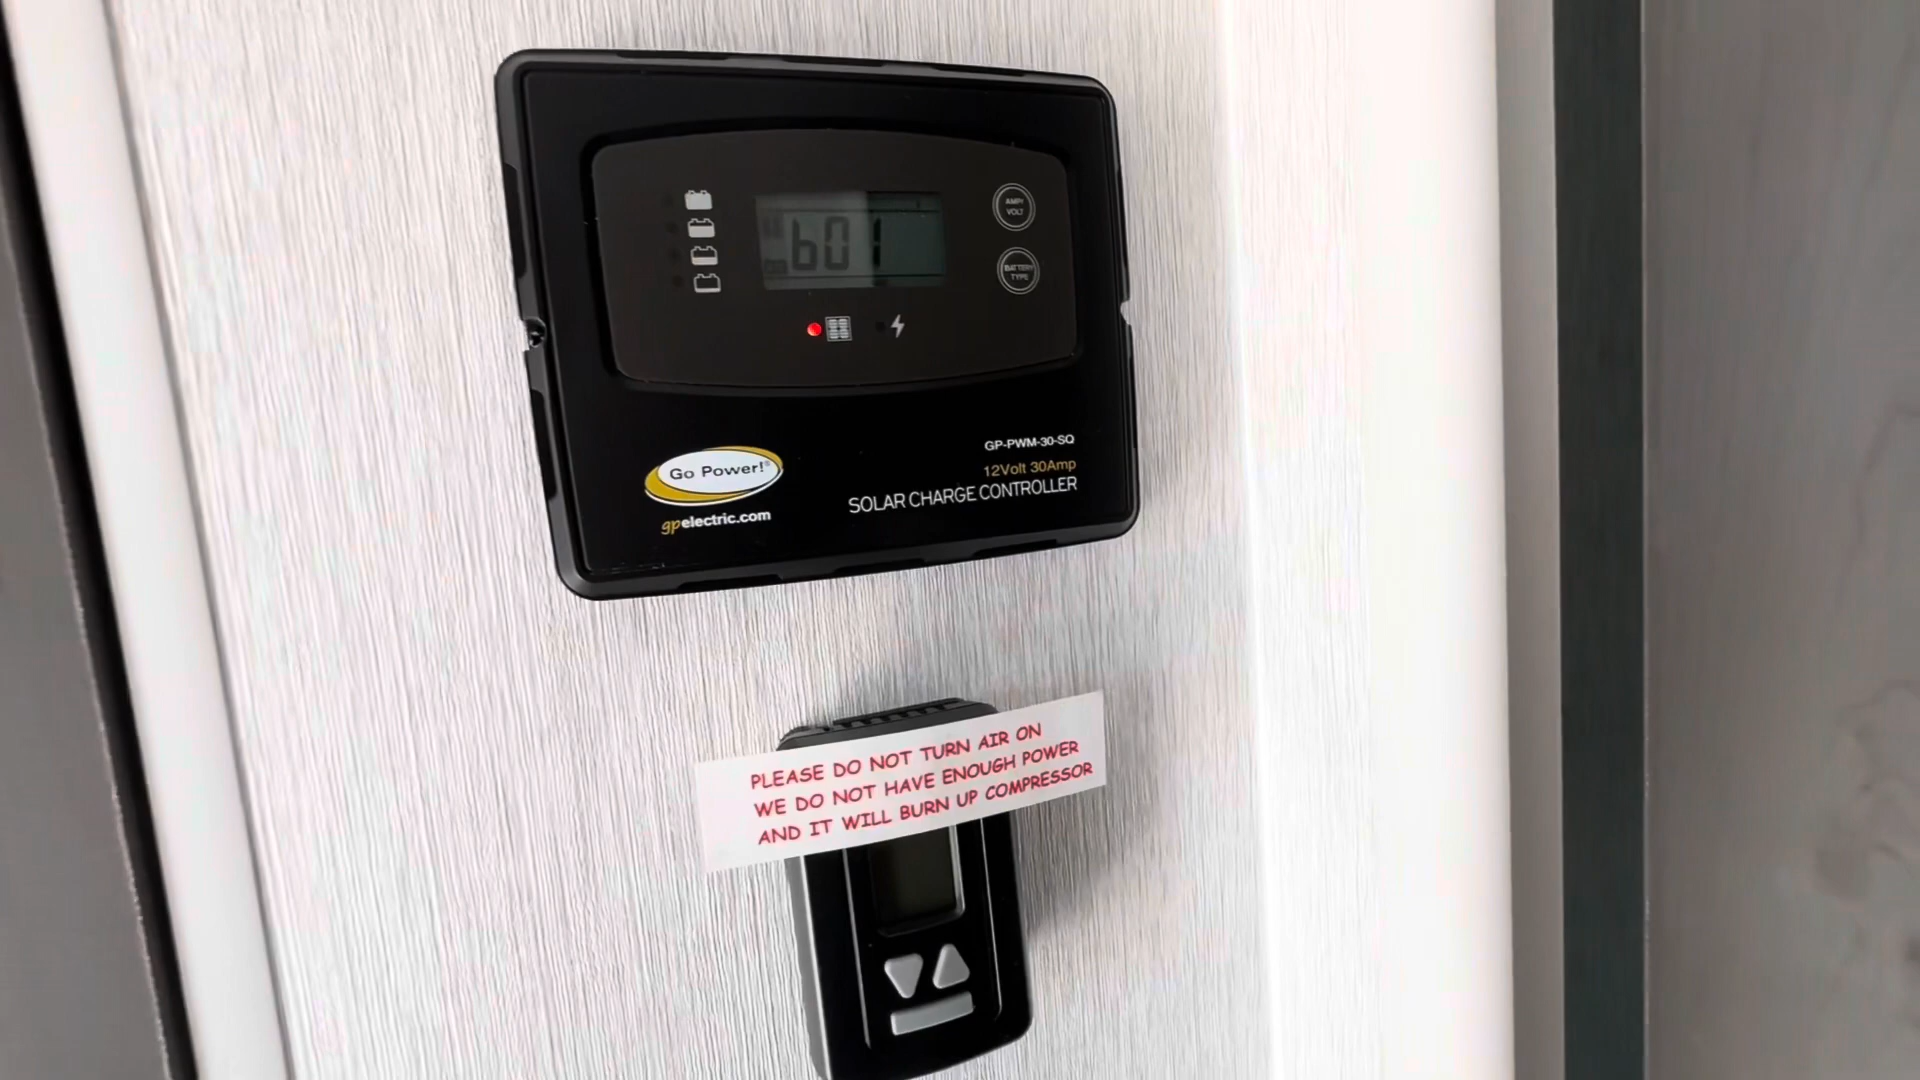 b01
AMP/
VOLT
BATTERY
TYPE
Go Power!®
gpelectric.com
GP-PWM-30-SQ
12Volt 30Amp
SOLAR CHARGE CONTROLLER
PLEASE DO NOT TURN AIR ON
WE DO NOT HAVE ENOUGH POWER
AND IT WILL BURN UP COMPRESSOR